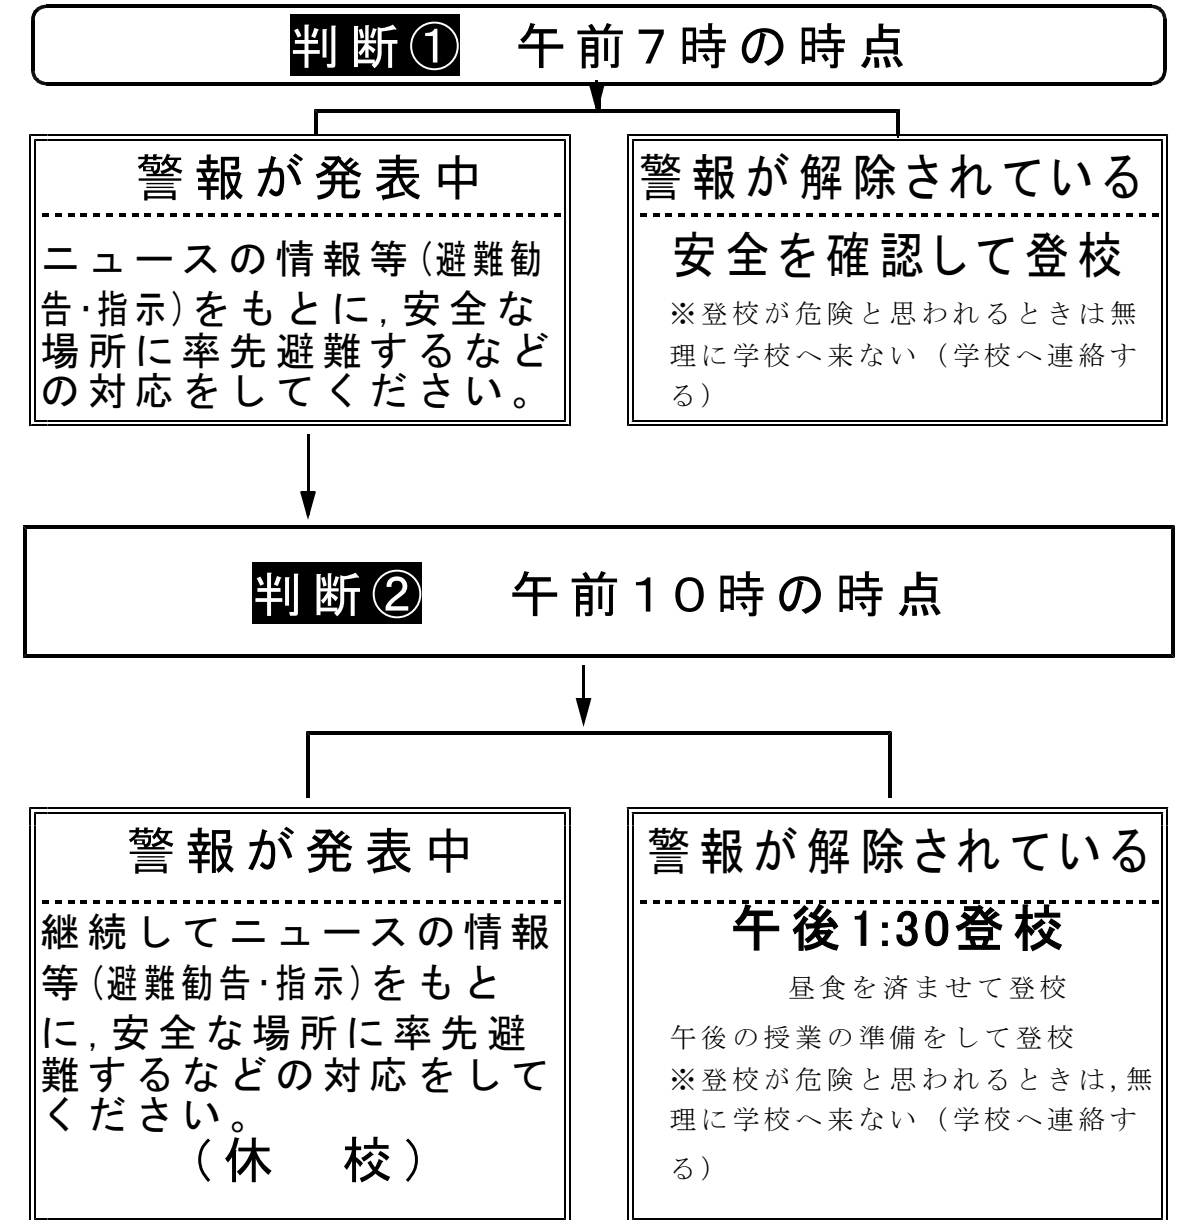 判断① 午前７時の時点
警報が発表中
ニュースの情報等(避難勧
告・指示)をもとに,安全な
場所に率先避難するなど
の対応をしてください。
警報が解除されている
安全を確認して登校
※登校が危険と思われるときは無
理に学校へ来ない（学校へ連絡す
る）
判断② 午前１０時の時点
警報が発表中
継続してニュースの情報
等(避難勧告・指示)をもと
に,安全な場所に率先避
難するなどの対応をして
ください。
（休　校）
警報が解除されている
午後1:30登校
昼食を済ませて登校
午後の授業の準備をして登校
※登校が危険と思われるときは,無
理に学校へ来ない（学校へ連絡す
る）